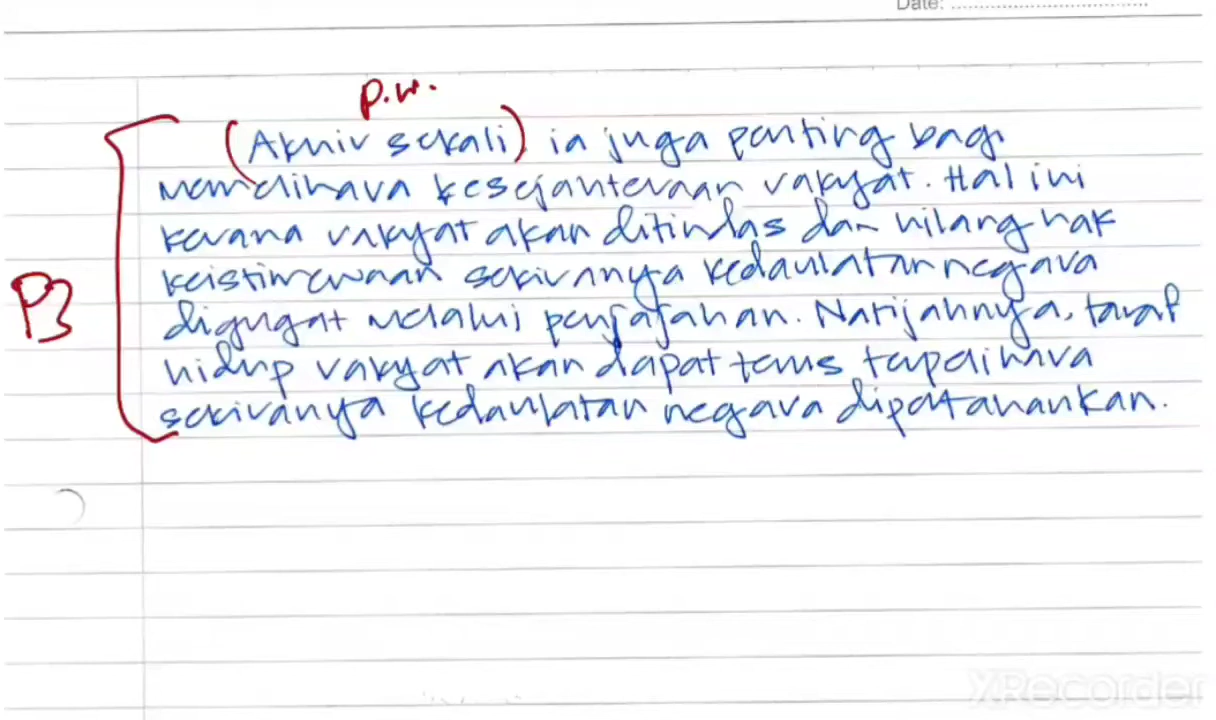 Date:
P.W.
(Akhir sekali) ia juga penting bagi
memelihara kesejahteraan rakyat. Hal ini
kerana rakyat akan ditindas dan hilang hak
keistimewaan sekiranya kedaulatan negara
digugat melalui penjajahan. Natijahnya, taraf
P3
hidup rakyat akan dapat terus terpelihara
sekiranya kedaulatan negara dipertahankan.
XRecorder